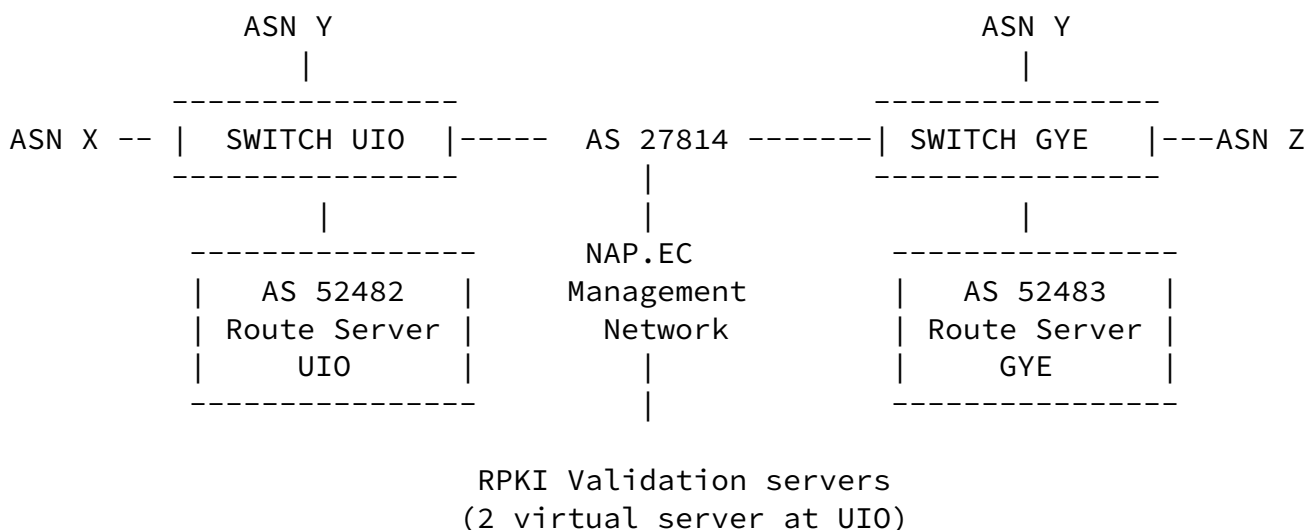 ASN Y ASN Y
ASN X -- | SWITCH UIO |----- AS 27814 -------| SWITCH GYE |---ASN Z
NAP.EC
| AS 52482 | Management | AS 52483 |
| Route Server | Network | Route Server |
| UIO | | | GYE |
RPKI Validation servers
(2 virtual server at UIO)